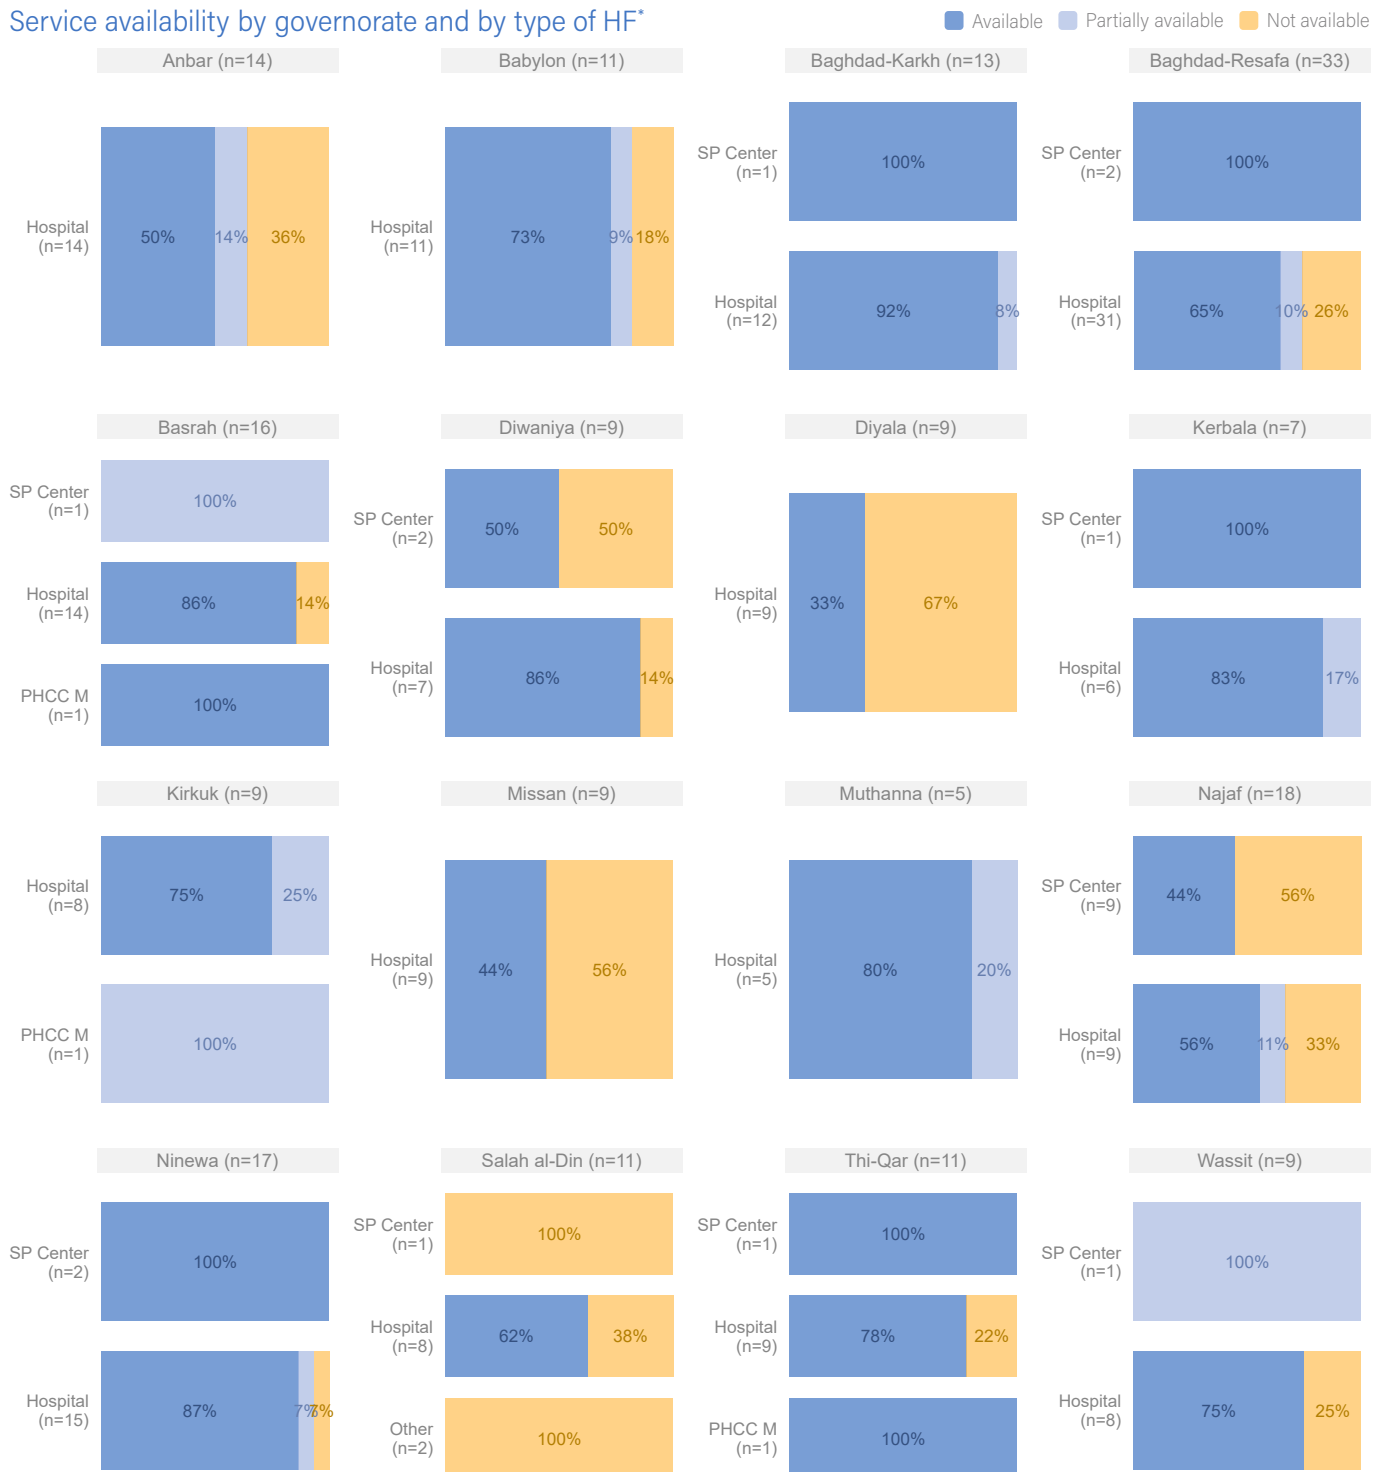 Service availability by governorate and by type of HF*
Available Partially available Not available
Anbar (n=14)
Hospital
(n=14)
50% 14% 36%
Babylon (n=11)
Hospital
(n=11)
73% 9% 18%
Baghdad-Karkh (n=13)
SP Center
(n=1)
100%
Hospital
(n=12)
92% 8%
Baghdad-Resafa (n=33)
SP Center
(n=2)
100%
Hospital
(n=31)
65% 10% 26%
Basrah (n=16)
SP Center
(n=1)
100%
Hospital
(n=14)
86% 14%
PHCC M
(n=1)
100%
Diwaniya (n=9)
SP Center
(n=2)
50% 50%
Hospital
(n=7)
86% 14%
Diyala (n=9)
Hospital
(n=9)
33% 67%
Kerbala (n=7)
SP Center
(n=1)
100%
Hospital
(n=6)
83% 17%
Kirkuk (n=9)
Hospital
(n=8)
75% 25%
PHCC M
(n=1)
100%
Missan (n=9)
Hospital
(n=9)
44% 56%
Muthanna (n=5)
Hospital
(n=5)
80% 20%
Najaf (n=18)
SP Center
(n=9)
44% 56%
Hospital
(n=9)
56% 11% 33%
Ninewa (n=17)
SP Center
(n=2)
100%
Hospital
(n=15)
87% 7% 7%
Salah al-Din (n=11)
SP Center
(n=1)
100%
Hospital
(n=8)
62% 38%
Other
(n=2)
100%
Thi-Qar (n=11)
SP Center
(n=1)
100%
Hospital
(n=9)
78% 22%
PHCC M
(n=1)
100%
Wassit (n=9)
SP Center
(n=1)
100%
Hospital
(n=8)
75% 25%